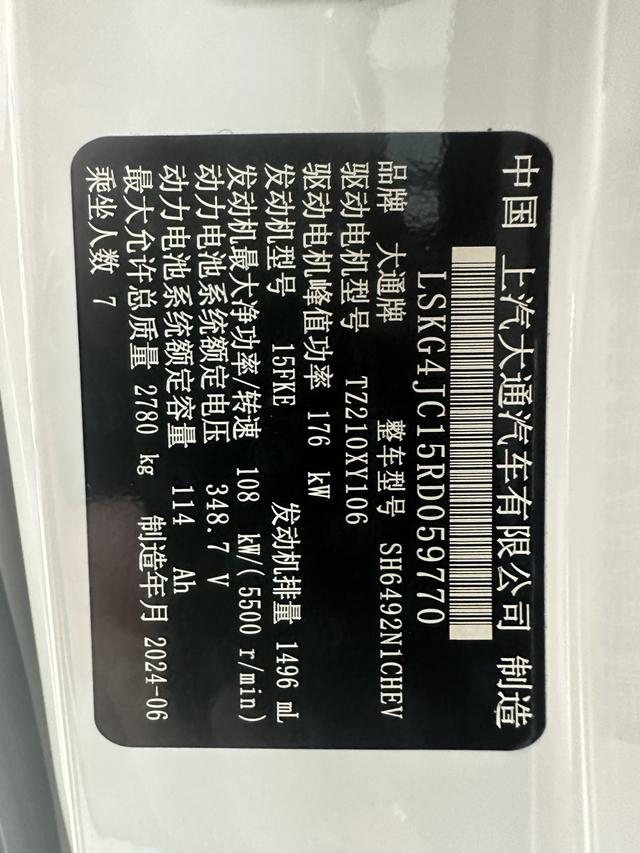 中国 上汽大通汽车有限公司 制造
LSKG4JC15RD059770
品牌 大通牌 整车型号 SH6492N1CHEV
驱动电机型号 TZ210XY106
驱动电机峰值功率 176 kW
发动机型号 15FKE 发动机排量 1496 mL
发动机最大净功率/转速 108 kW/(5500 r/min)
动力电池系统额定电压 348.7 V
动力电池系统额定容量 114 Ah
最大允许总质量 2780 kg 制造年月 2024-06
乘坐人数 7